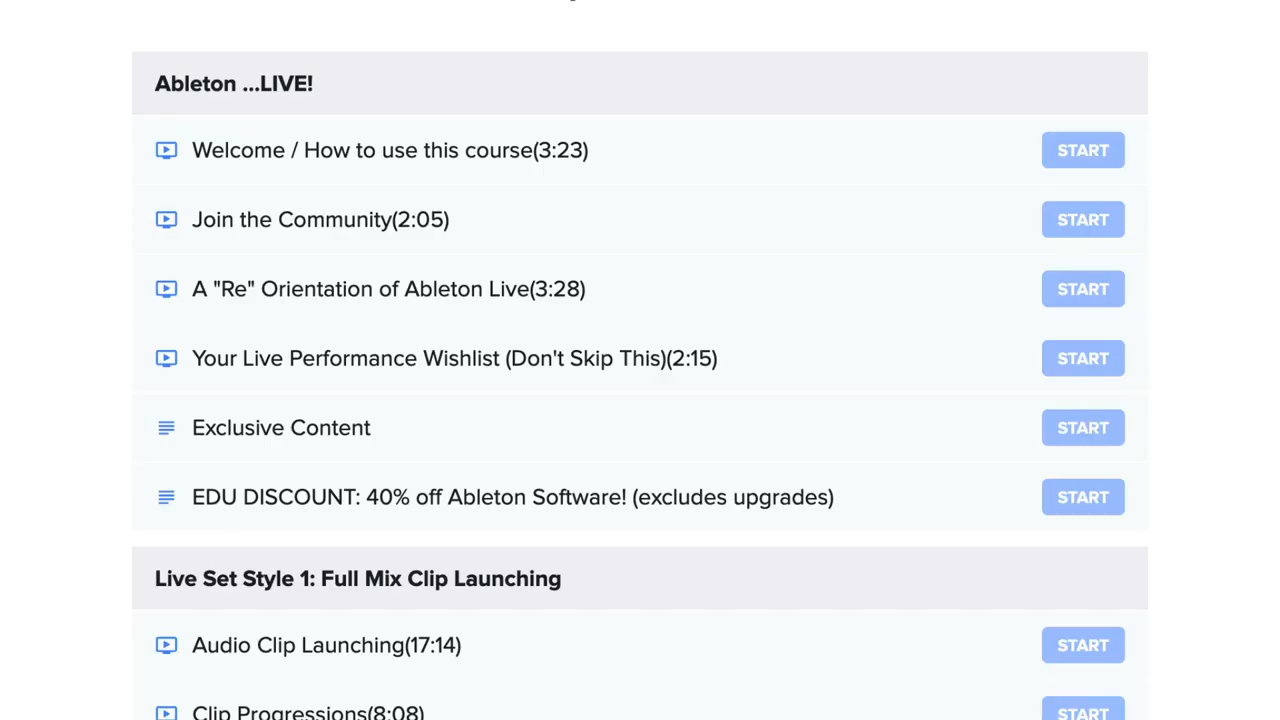 Ableton ...LIVE!
Welcome / How to use this course(3:23)
START
Join the Community(2:05)
START
A "Re" Orientation of Ableton Live(3:28)
START
Your Live Performance Wishlist (Don't Skip This)(2:15)
START
Exclusive Content
START
EDU DISCOUNT: 40% off Ableton Software! (excludes upgrades)
START
Live Set Style 1: Full Mix Clip Launching
Audio Clip Launching(17:14)
START
Clip Progressions(8:08)
START